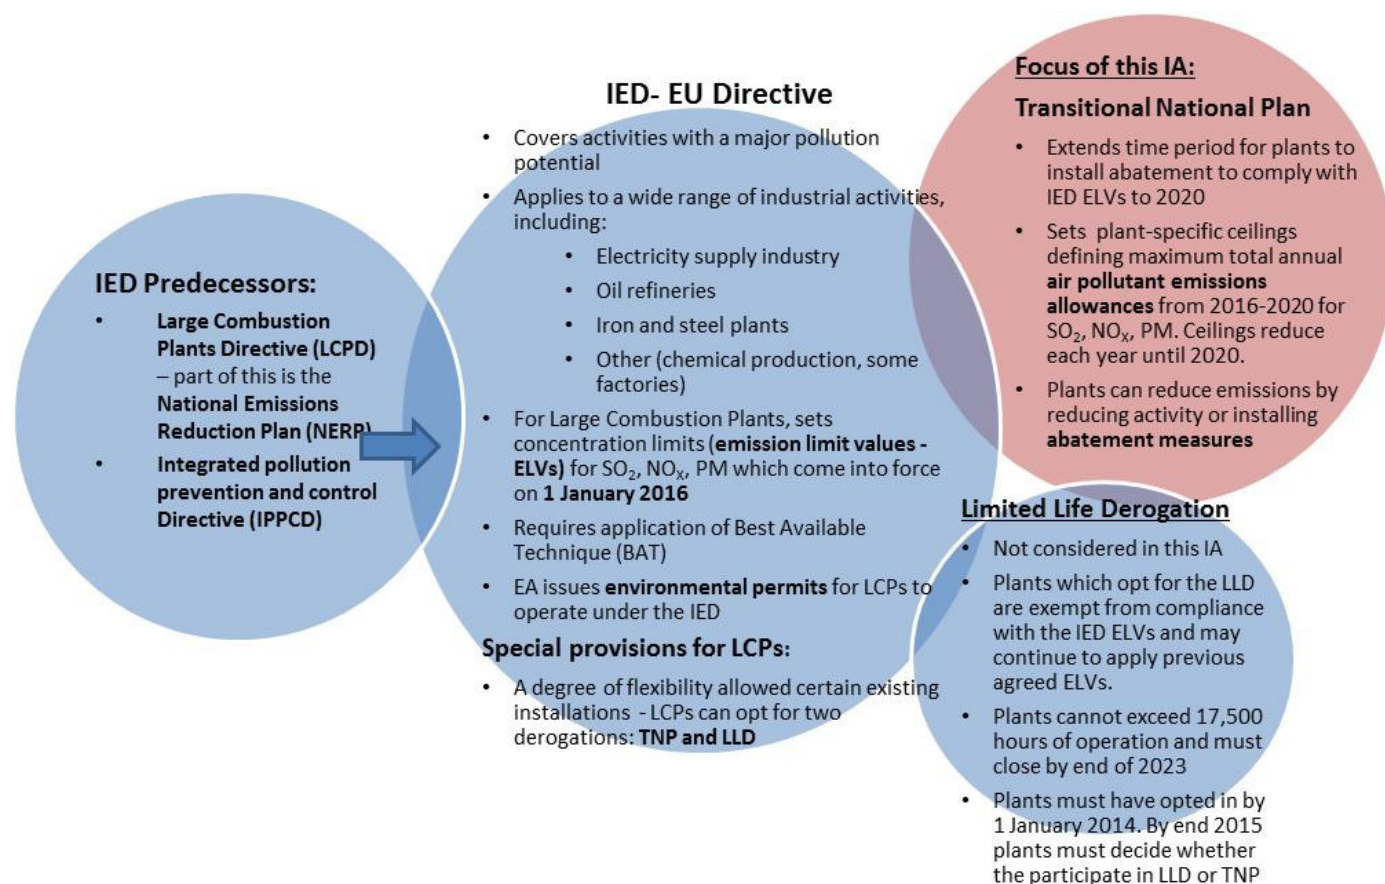 IED Predecessors:
• Large Combustion
Plants Directive (LCPD)
– part of this is the
National Emissions
Reduction Plan (NERP)
• Integrated pollution
prevention and control
Directive (IPPCD)
IED- EU Directive
• Covers activities with a major pollution
potential
• Applies to a wide range of industrial activities,
including:
• Electricity supply industry
• Oil refineries
• Iron and steel plants
• Other (chemical production, some
factories)
• For Large Combustion Plants, sets
concentration limits (emission limit values -
ELVs) for SO₂, NOₓ, PM which come into force
on 1 January 2016
• Requires application of Best Available
Technique (BAT)
• EA issues environmental permits for LCPs to
operate under the IED
Special provisions for LCPs:
• A degree of flexibility allowed certain existing
installations - LCPs can opt for two
derogations: TNP and LLD
Focus of this IA:
Transitional National Plan
• Extends time period for plants to
install abatement to comply with
IED ELVs to 2020
• Sets plant-specific ceilings
defining maximum total annual
air pollutant emissions
allowances from 2016-2020 for
SO₂, NOₓ, PM. Ceilings reduce
each year until 2020.
• Plants can reduce emissions by
reducing activity or installing
abatement measures
Limited Life Derogation
• Not considered in this IA
• Plants which opt for the LLD
are exempt from compliance
with the IED ELVs and may
continue to apply previous
agreed ELVs.
• Plants cannot exceed 17,500
hours of operation and must
close by end of 2023
• Plants must have opted in by
1 January 2014. By end 2015
plants must decide whether
the participate in LLD or TNP